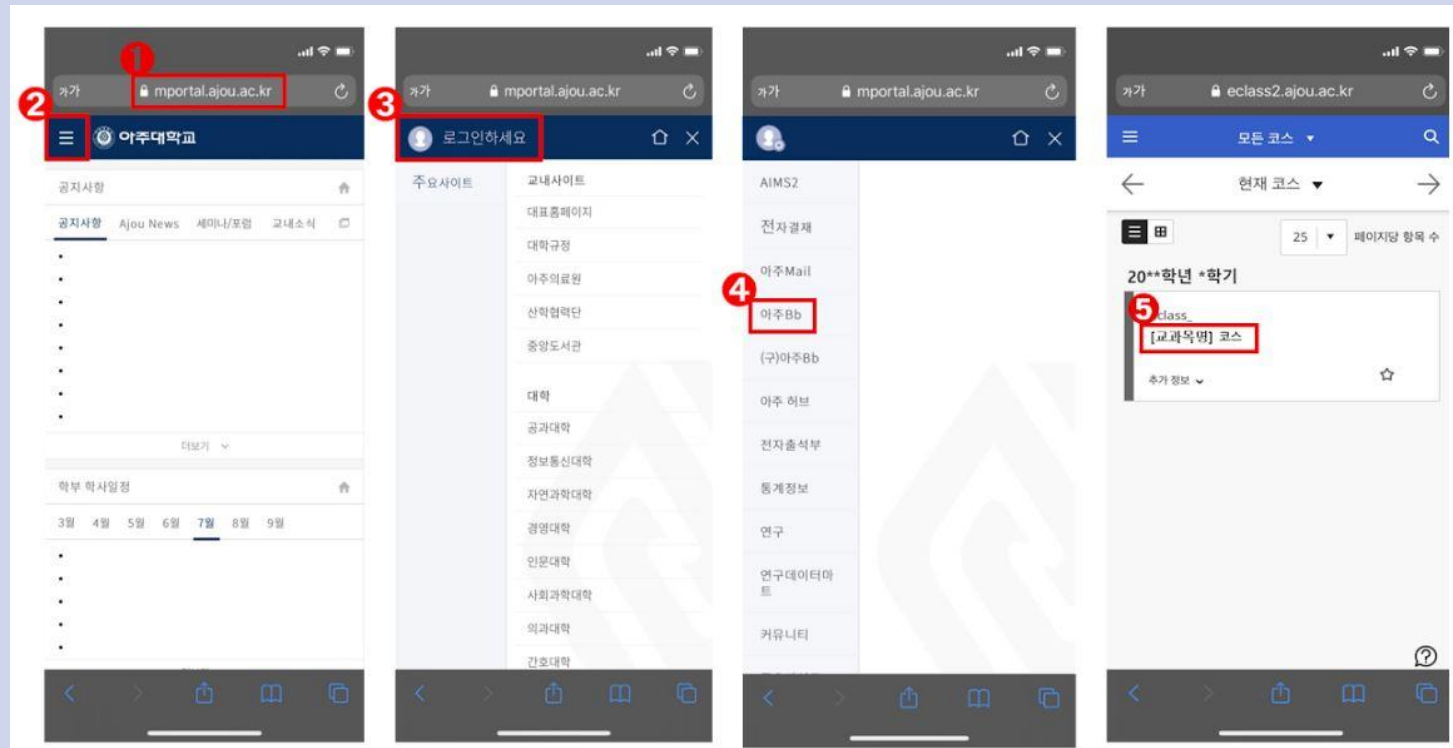 1
가가 mportal.ajou.ac.kr
2
아주대학교
공지사항
공지사항 Ajou News 세미나/포럼 교내소식
더보기
학부 학사일정
3월 4월 5월 6월 7월 8월 9월
가가 mportal.ajou.ac.kr
3
로그인하세요
주요사이트
교내사이트
대표홈페이지
대학규정
아주의료원
산학협력단
중앙도서관
대학
공과대학
정보통신대학
자연과학대학
경영대학
인문대학
사회과학대학
의과대학
간호대학
가가 mportal.ajou.ac.kr
AIMS2
전자결재
아주Mail
4
아주Bb
(구)아주Bb
아주 허브
전자출석부
통계정보
연구
연구데이터마
트
커뮤니티
가가 eclass2.ajou.ac.kr
모든 코스
현재 코스
25 페이지당 항목 수
20**학년 *학기
5
class_
[교과목명] 코스
추가 정보